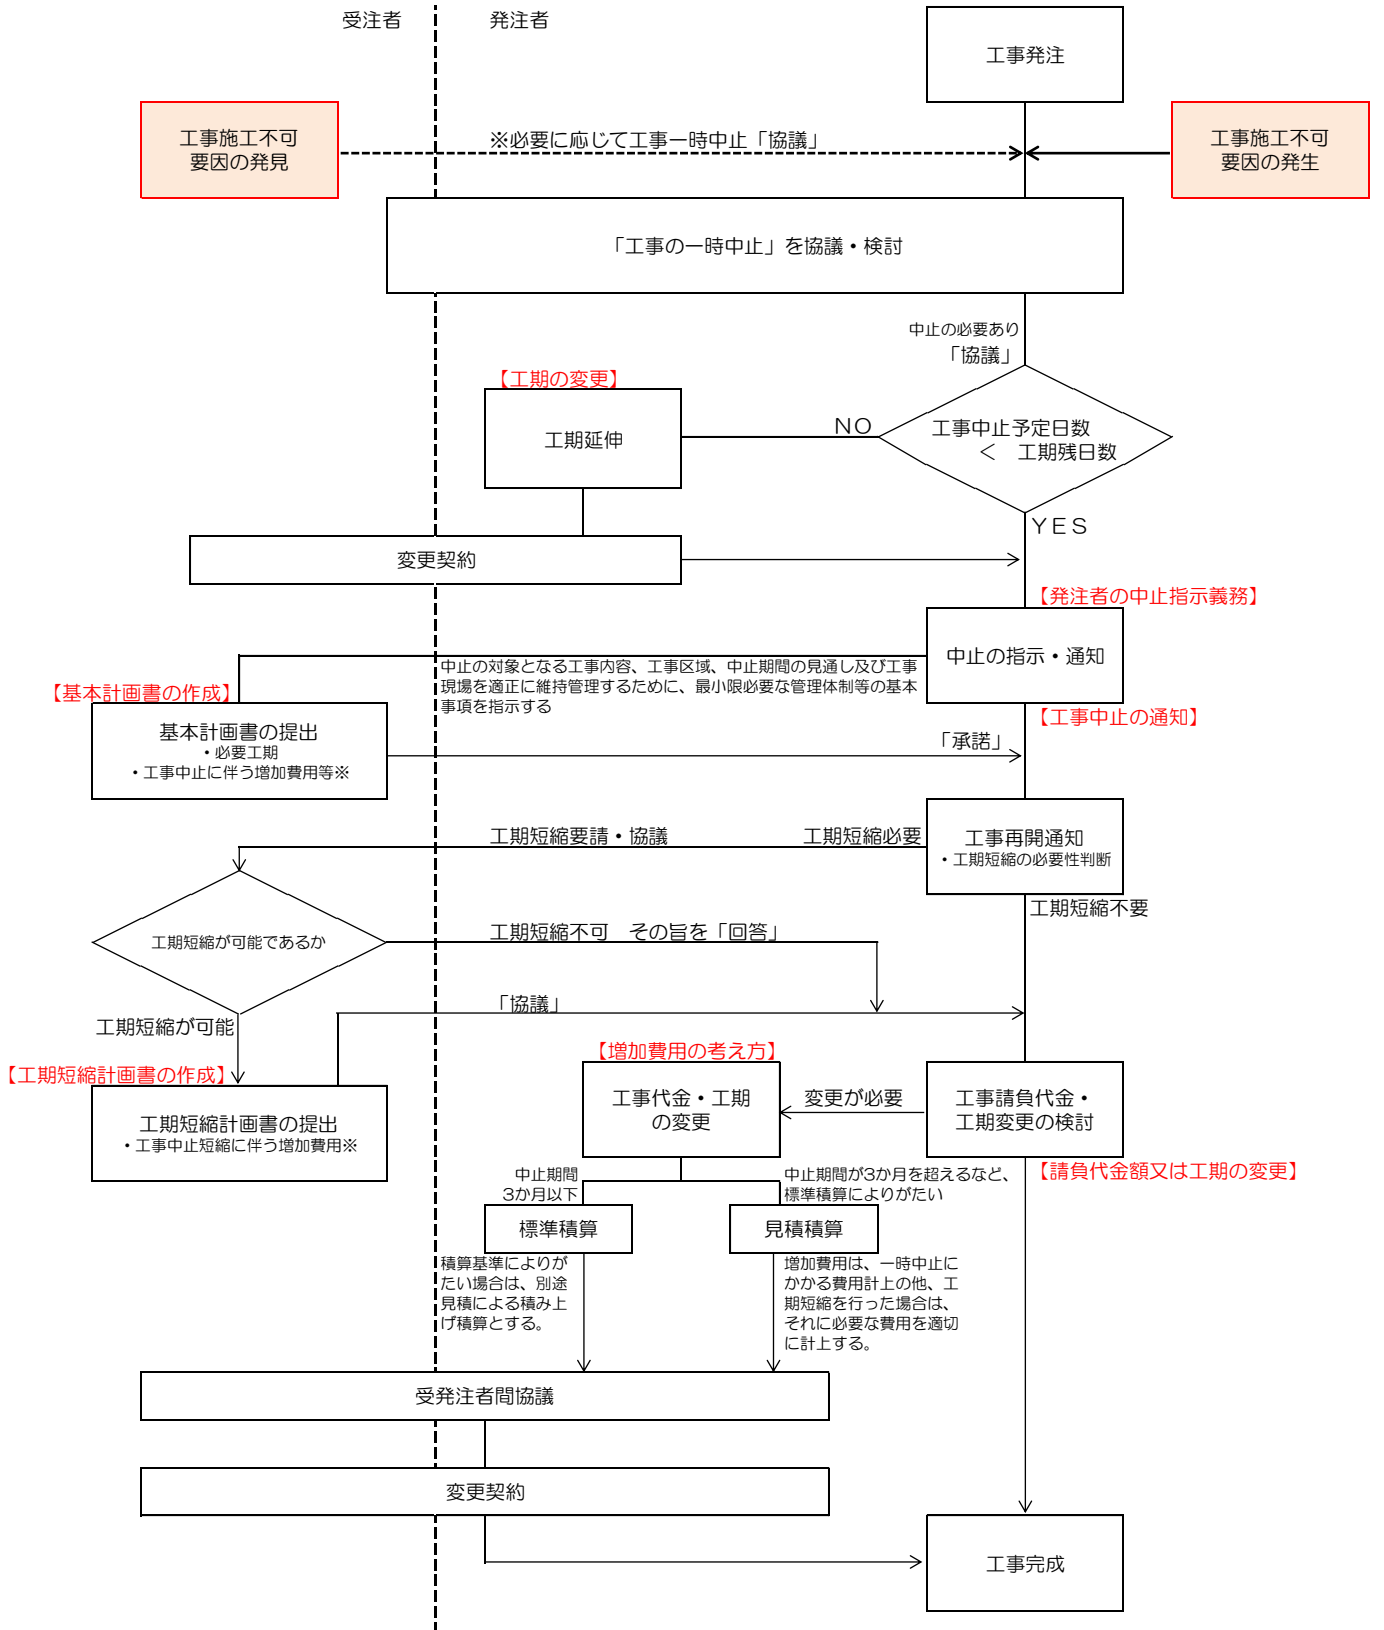 受注者
発注者
工事発注
工事施工不可
要因の発見
※必要に応じて工事一時中止「協議」
工事施工不可
要因の発生
「工事の一時中止」を協議・検討
中止の必要あり
「協議」
【工期の変更】
工期延伸
NO
工事中止予定日数
＜　工期残日数
YES
変更契約
【発注者の中止指示義務】
中止の指示・通知
中止の対象となる工事内容、工事区域、中止期間の見通し及び工事
現場を適正に維持管理するために、最小限必要な管理体制等の基本
事項を指示する
【基本計画書の作成】
【工事中止の通知】
基本計画書の提出
・必要工期
・工事中止に伴う増加費用等※
「承諾」
工期短縮要請・協議
工期短縮必要
工事再開通知
・工期短縮の必要性判断
工期短縮不要
工期短縮が可能であるか
工期短縮不可　その旨を「回答」
「協議」
工期短縮が可能
【工期短縮計画書の作成】
工期短縮計画書の提出
・工事中止短縮に伴う増加費用※
【増加費用の考え方】
工事代金・工期
の変更
変更が必要
工事請負代金・
工期変更の検討
【請負代金額又は工期の変更】
中止期間
3か月以下
中止期間が3か月を超えるなど、
標準積算によりがたい
標準積算
見積積算
積算基準によりが
たい場合は、別途
見積による積み上
げ積算とする。
増加費用は、一時中止に
かかる費用計上の他、工
期短縮を行った場合は、
それに必要な費用を適切
に計上する。
受発注者間協議
変更契約
工事完成